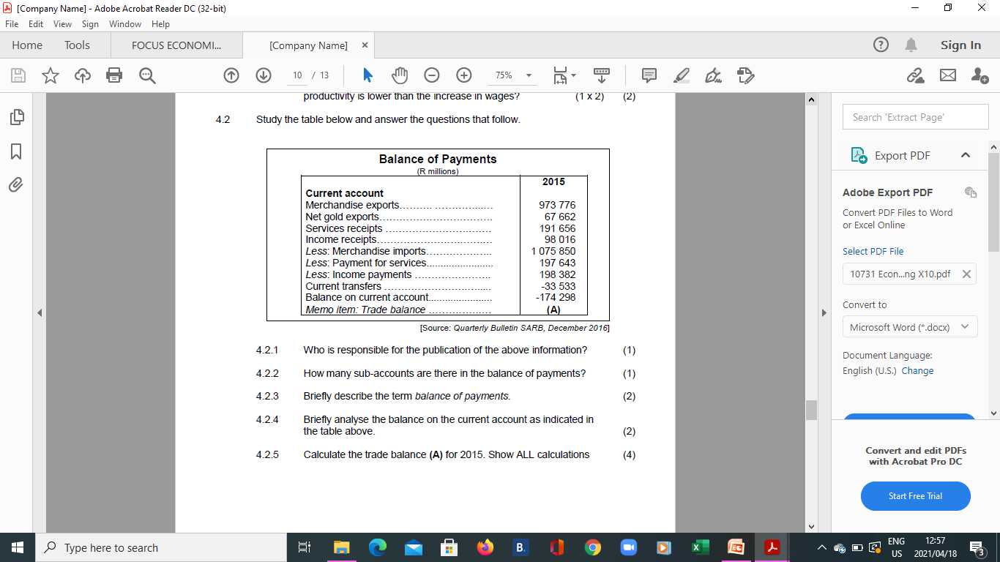 [Company Name] - Adobe Acrobat Reader DC (32-bit)
File Edit View Sign Window Help
Home Tools FOCUS ECONOMI... [Company Name] × Sign In
10 / 13 75%
productivity is lower than the increase in wages? (1 x 2) (2)
4.2 Study the table below and answer the questions that follow.
Balance of Payments
(R millions)
2015
Current account
Merchandise exports.......... ................. 973 776
Net gold exports.................................. 67 662
Services receipts ................................ 191 656
Income receipts................................... 98 016
Less: Merchandise imports.................... 1 075 850
Less: Payment for services......................... 197 643
Less: Income payments ....................... 198 382
Current transfers ................................ -33 533
Balance on current account....................... -174 298
Memo item: Trade balance ................... (A)
[Source: Quarterly Bulletin SARB, December 2016]
4.2.1 Who is responsible for the publication of the above information? (1)
4.2.2 How many sub-accounts are there in the balance of payments? (1)
4.2.3 Briefly describe the term balance of payments. (2)
4.2.4 Briefly analyse the balance on the current account as indicated in
the table above. (2)
4.2.5 Calculate the trade balance (A) for 2015. Show ALL calculations (4)
Search 'Extract Page'
Export PDF
Adobe Export PDF
Convert PDF Files to Word
or Excel Online
Select PDF File
10731 Econ...ng X10.pdf
Convert to
Microsoft Word (*.docx)
Document Language:
English (U.S.) Change
Convert and edit PDFs
with Acrobat Pro DC
Start Free Trial
Type here to search
B.
ENG
US
12:57
2021/04/18
3